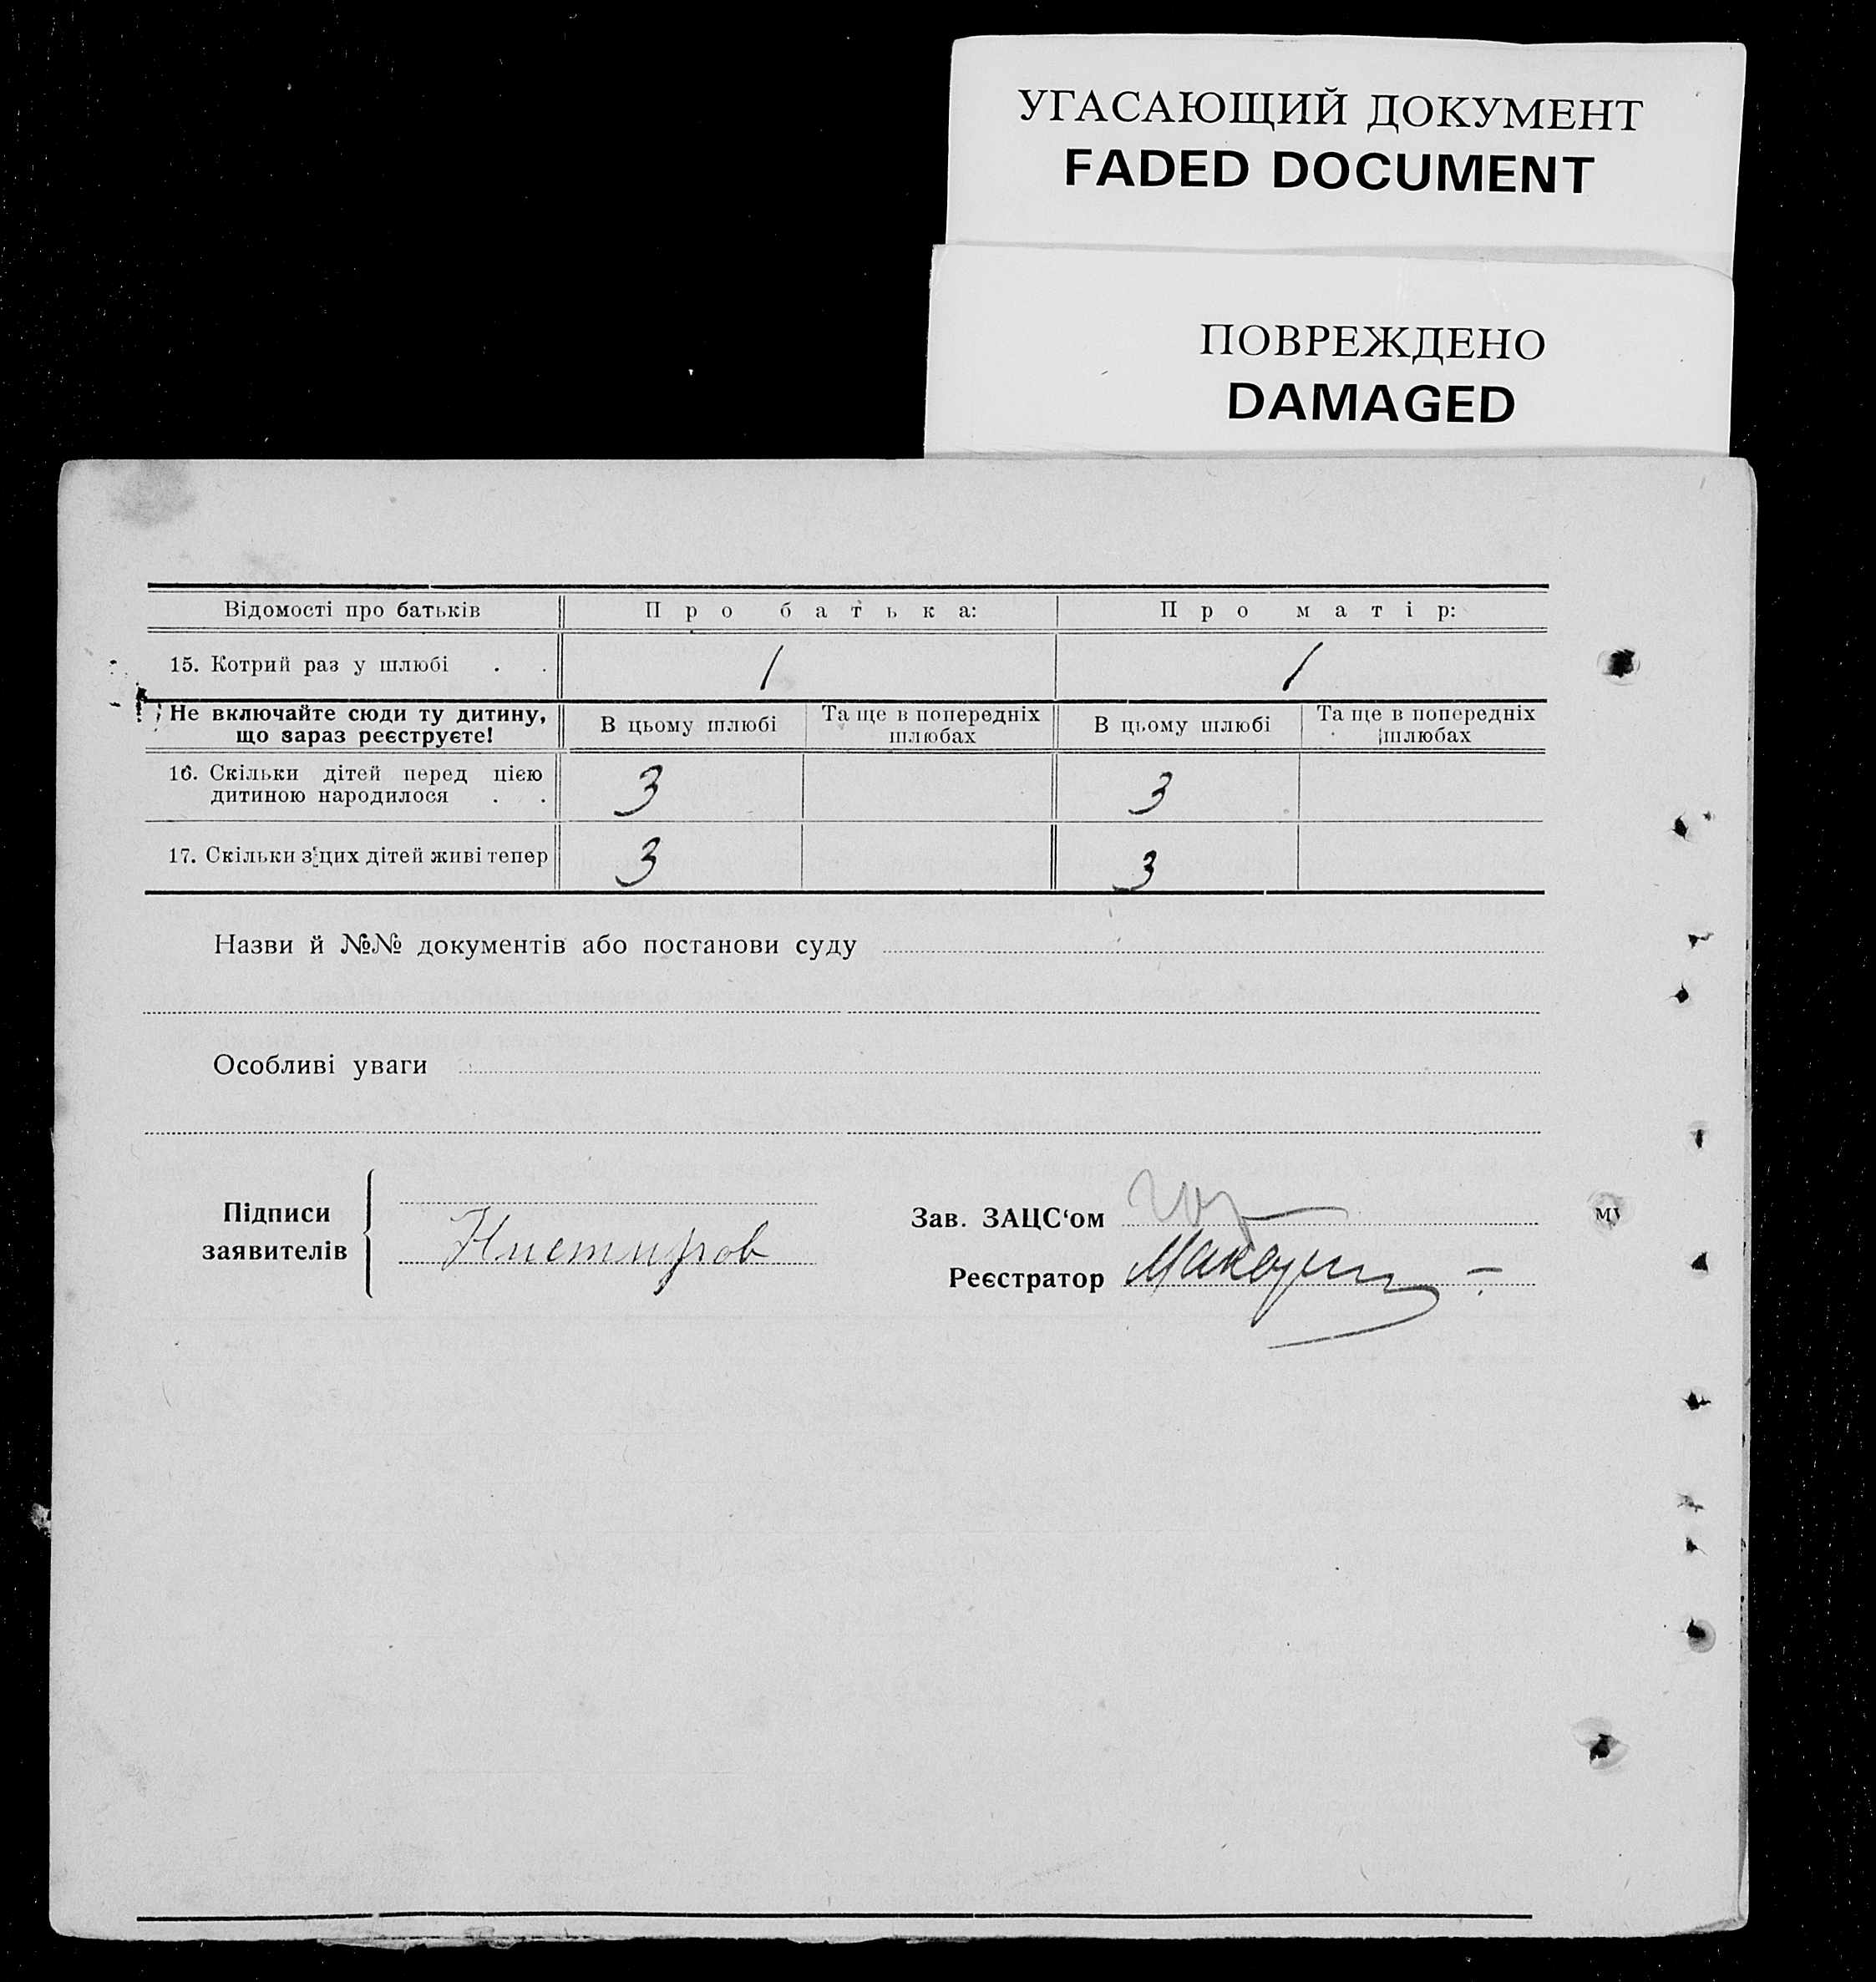 УГАСАЮЩИЙ ДОКУМЕНТ
FADED DOCUMENT
ПОВРЕЖДЕНО
DAMAGED
Відомості про батьків Про батька: Про матір:
15. Котрий раз у шлюбі . . 1 1
Не включайте сюди ту дитину, що зараз реєструєте! В цьому шлюбі Та ще в попередніх шлюбах В цьому шлюбі Та ще в попередніх шлюбах
16. Скільки дітей перед цією
дитиною народилося . . 3 3
17. Скільки з цих дітей живі тепер 3 3
Назви й №№ документів або постанови суду
Особливі уваги
Підписи
заявителів
Зав. ЗАЦС‘ом
Реєстратор